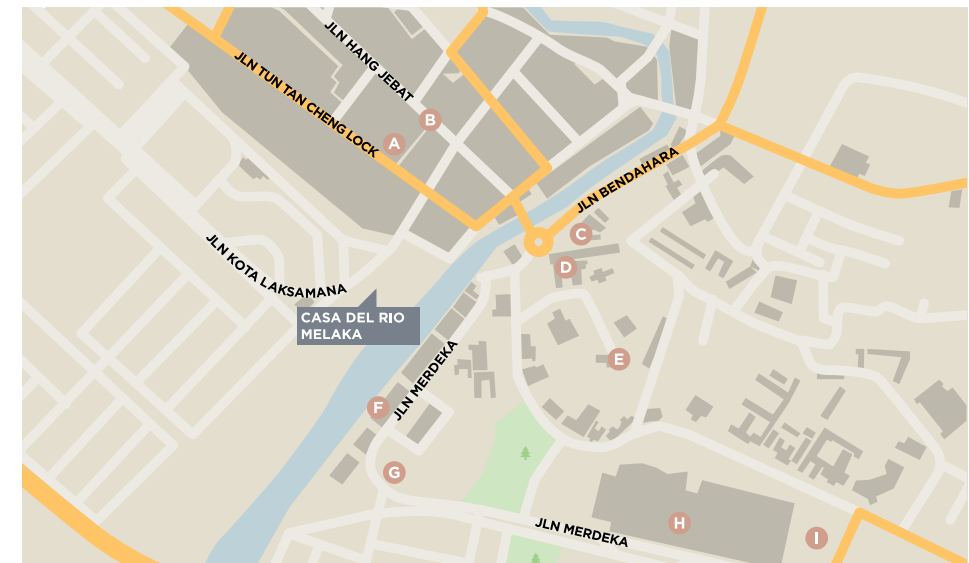 JLN HANG JEBAT
JLN TUN TAN CHENG LOCK
B
A
JLN BENDAHARA
C
D
JLN KOTA LAKSAMANA
CASA DEL RIO
MELAKA
E
JLN MERDEKA
F
G
H
JLN MERDEKA
I